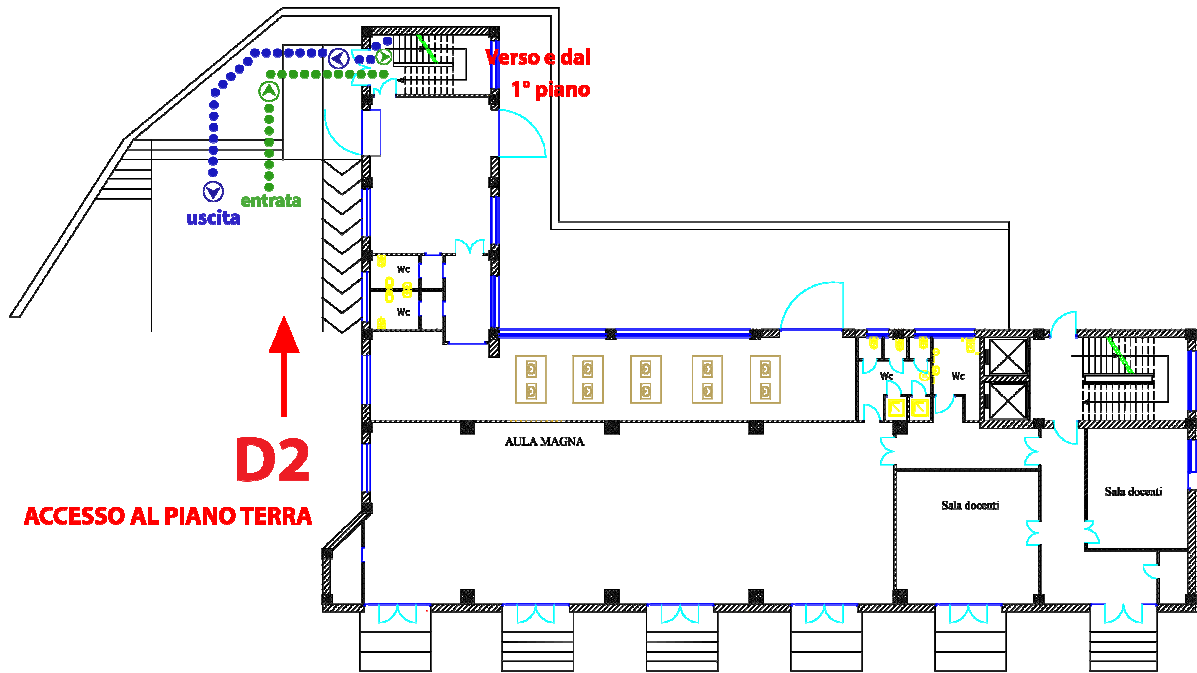 Verso e dal
1° piano
entrata
uscita
Wc
Wc
Wc
Wc
AULA MAGNA
D2
Sala docenti
Sala docenti
ACCESSO AL PIANO TERRA